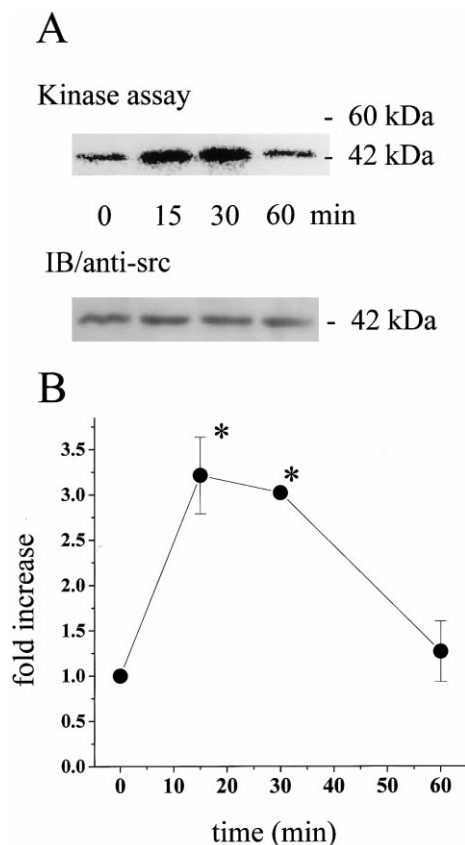 A
Kinase assay
- 60 kDa
- 42 kDa
0 15 30 60 min
IB/anti-src
- 42 kDa
B
fold increase
3.5
3.0
2.5
2.0
1.5
1.0
0.5
0.0
*
*
0 10 20 30 40 50 60
time (min)